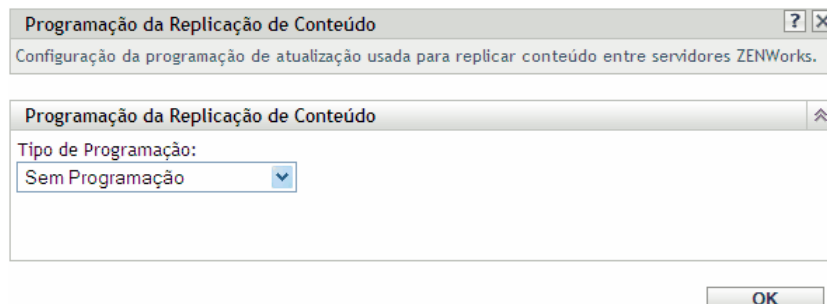 Programação da Replicação de Conteúdo
?
Configuração da programação de atualização usada para replicar conteúdo entre servidores ZENWorks.
Programação da Replicação de Conteúdo
Tipo de Programação:
Sem Programação
OK